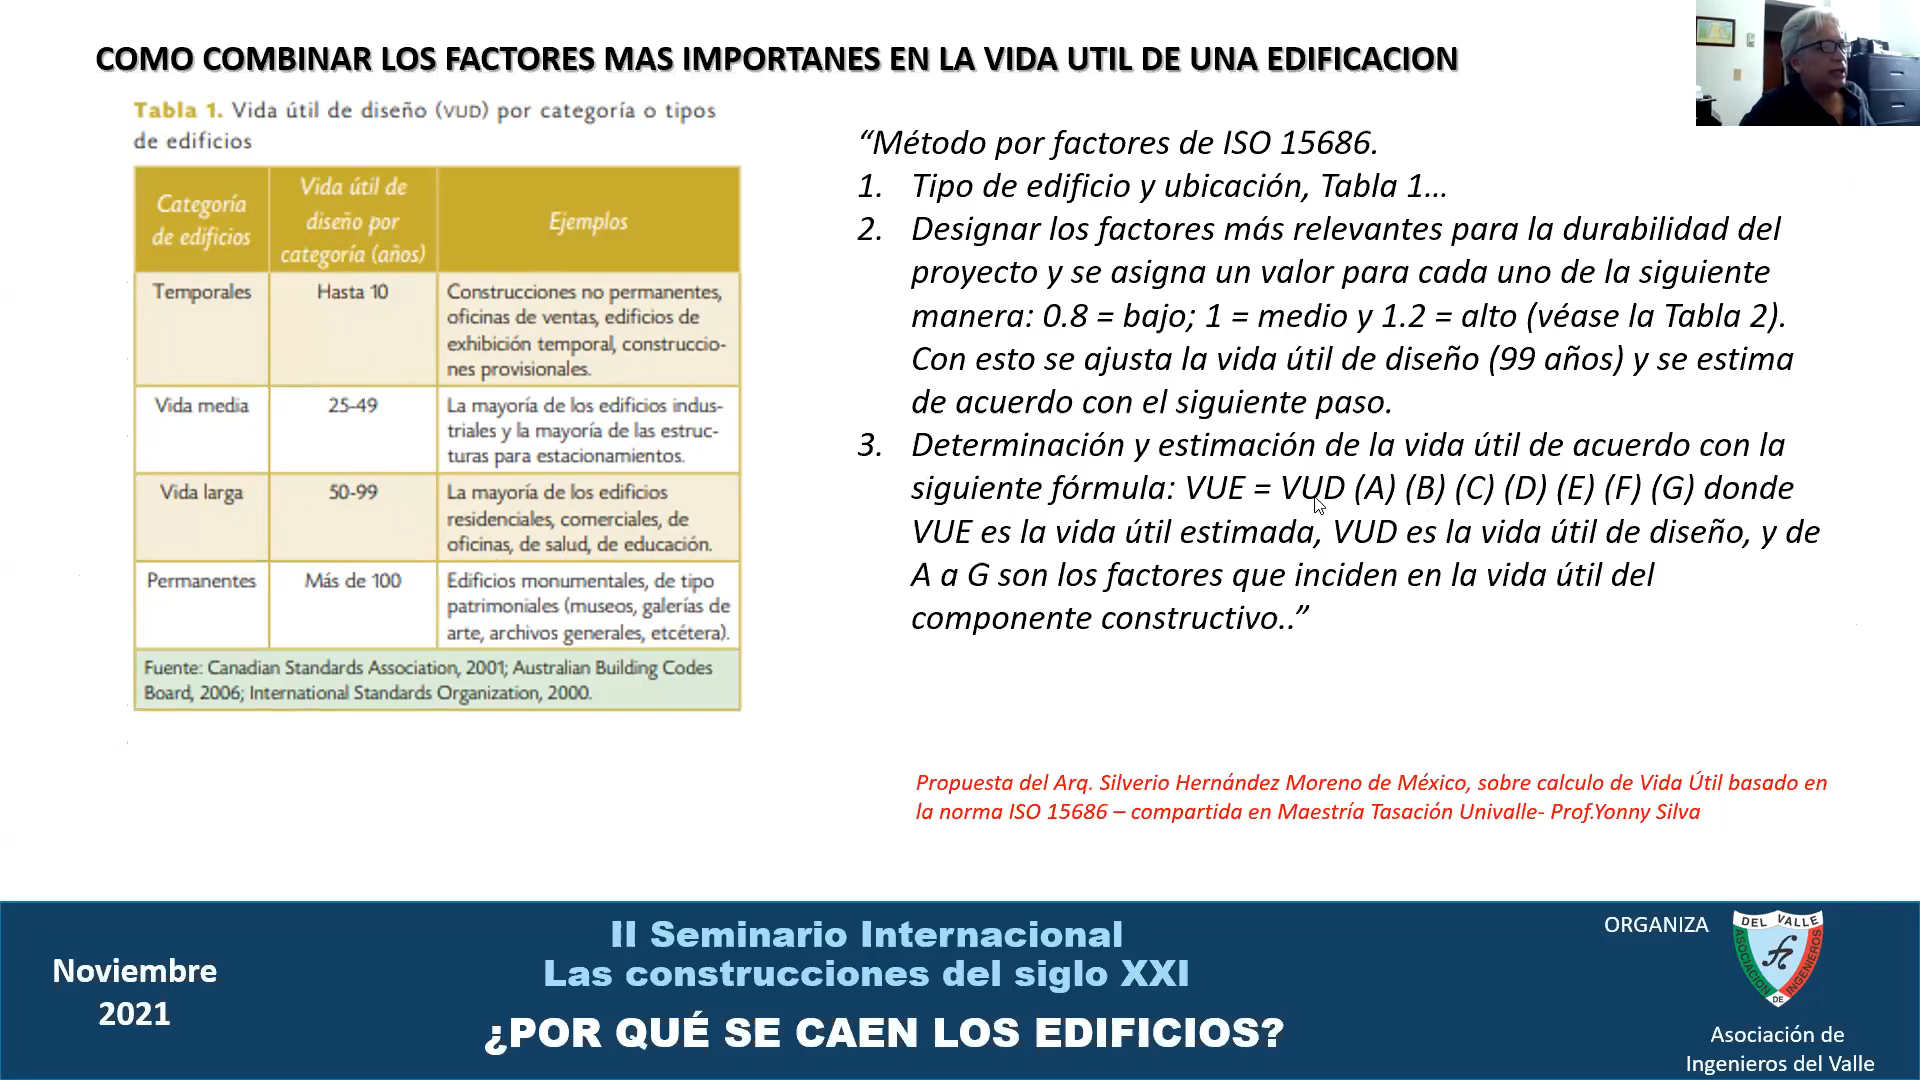 COMO COMBINAR LOS FACTORES MAS IMPORTANES EN LA VIDA UTIL DE UNA EDIFICACION
Tabla 1. Vida útil de diseño (VUD) por categoría o tipos
de edificios
Categoría
de edificios
Vida útil de
diseño por
categoría (años)
Ejemplos
Temporales
Hasta 10
Construcciones no permanentes,
oficinas de ventas, edificios de
exhibición temporal, construccio-
nes provisionales.
Vida media
25-49
La mayoría de los edificios indus-
triales y la mayoría de las estruc-
turas para estacionamientos.
Vida larga
50-99
La mayoría de los edificios
residenciales, comerciales, de
oficinas, de salud, de educación.
Permanentes
Más de 100
Edificios monumentales, de tipo
patrimoniales (museos, galerías de
arte, archivos generales, etcétera).
Fuente: Canadian Standards Association, 2001; Australian Building Codes
Board, 2006; International Standards Organization, 2000.
“Método por factores de ISO 15686.
1. Tipo de edificio y ubicación, Tabla 1…
2. Designar los factores más relevantes para la durabilidad del
proyecto y se asigna un valor para cada uno de la siguiente
manera: 0.8 = bajo; 1 = medio y 1.2 = alto (véase la Tabla 2).
Con esto se ajusta la vida útil de diseño (99 años) y se estima
de acuerdo con el siguiente paso.
3. Determinación y estimación de la vida útil de acuerdo con la
siguiente fórmula: VUE = VUD (A) (B) (C) (D) (E) (F) (G) donde
VUE es la vida útil estimada, VUD es la vida útil de diseño, y de
A a G son los factores que inciden en la vida útil del
componente constructivo..”
Propuesta del Arq. Silverio Hernández Moreno de México, sobre calculo de Vida Útil basado en
la norma ISO 15686 – compartida en Maestría Tasación Univalle- Prof.Yonny Silva
Noviembre
2021
II Seminario Internacional
Las construcciones del siglo XXI
¿POR QUÉ SE CAEN LOS EDIFICIOS?
ORGANIZA
DEL VALLE
ASOCIACION
DE
INGENIEROS
Asociación de
Ingenieros del Valle